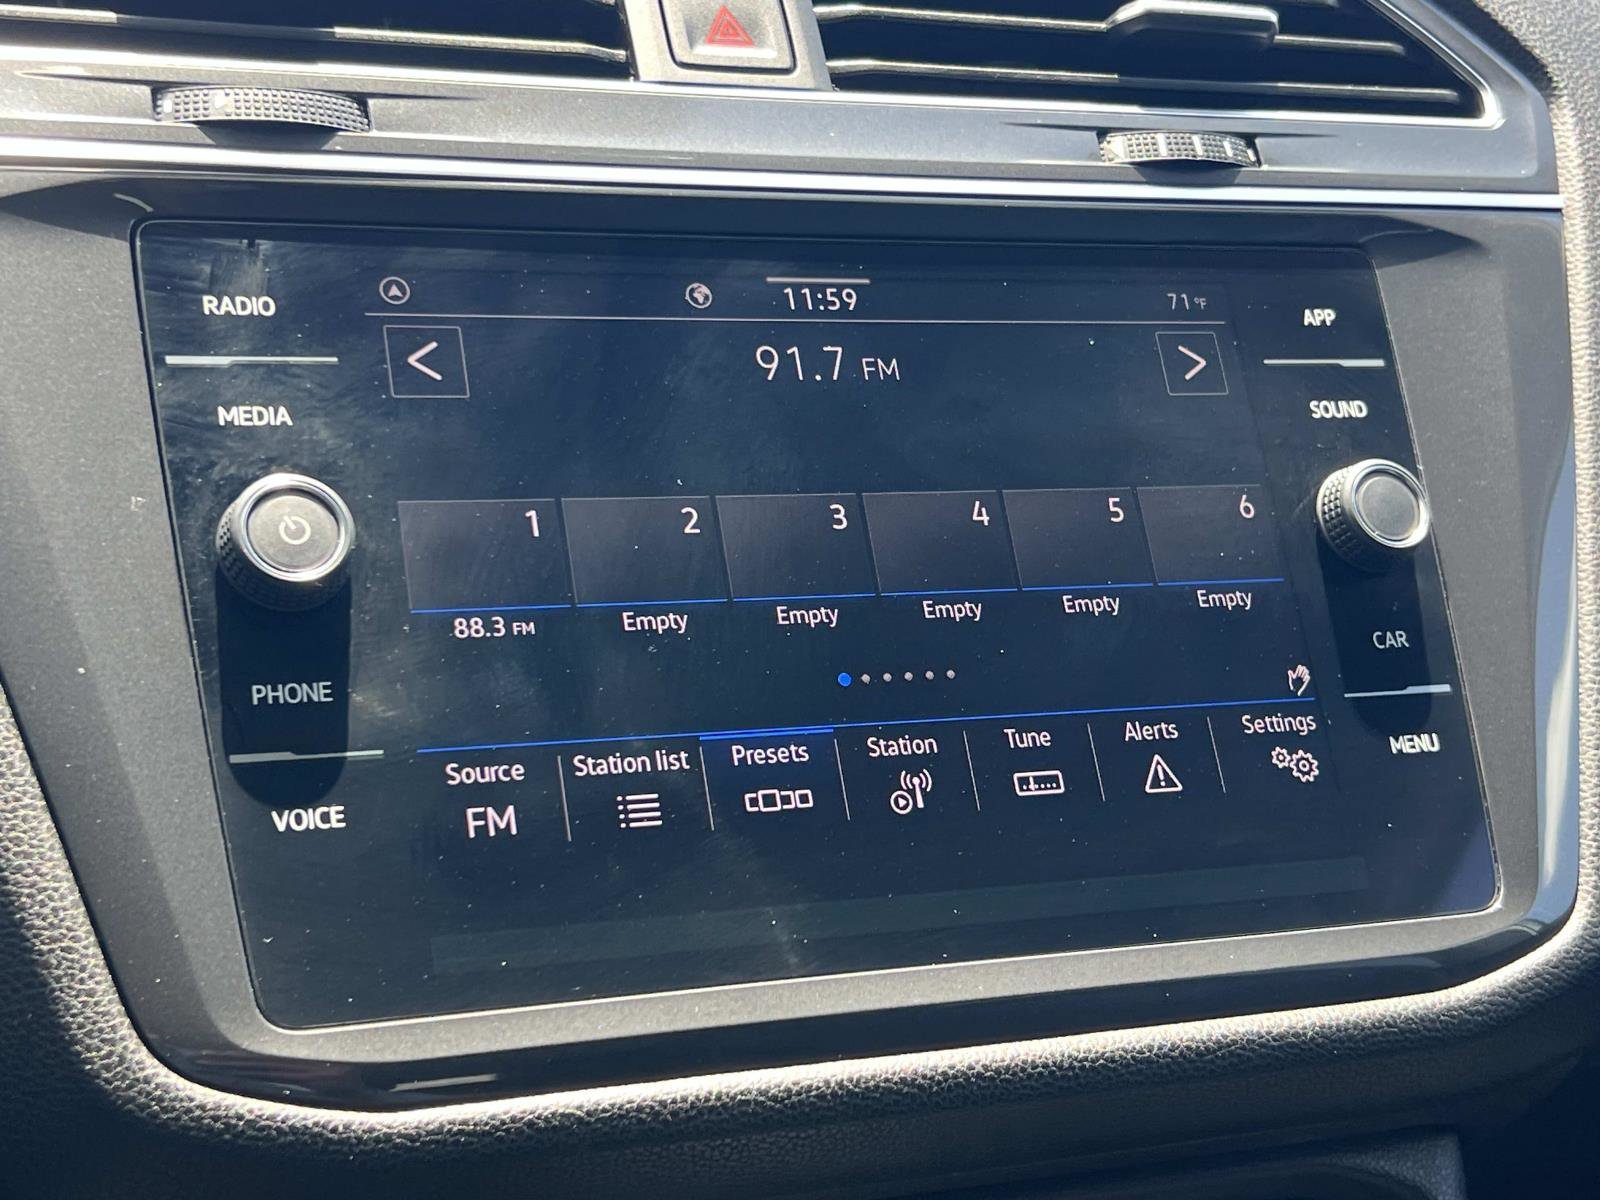 RADIO
MEDIA
PHONE
VOICE
11:59
71°F
91.7 FM
1
2
3
4
5
6
88.3 FM
Empty
Empty
Empty
Empty
Empty
Source
FM
Station list
Presets
Station
Tune
Alerts
Settings
APP
SOUND
CAR
MENU